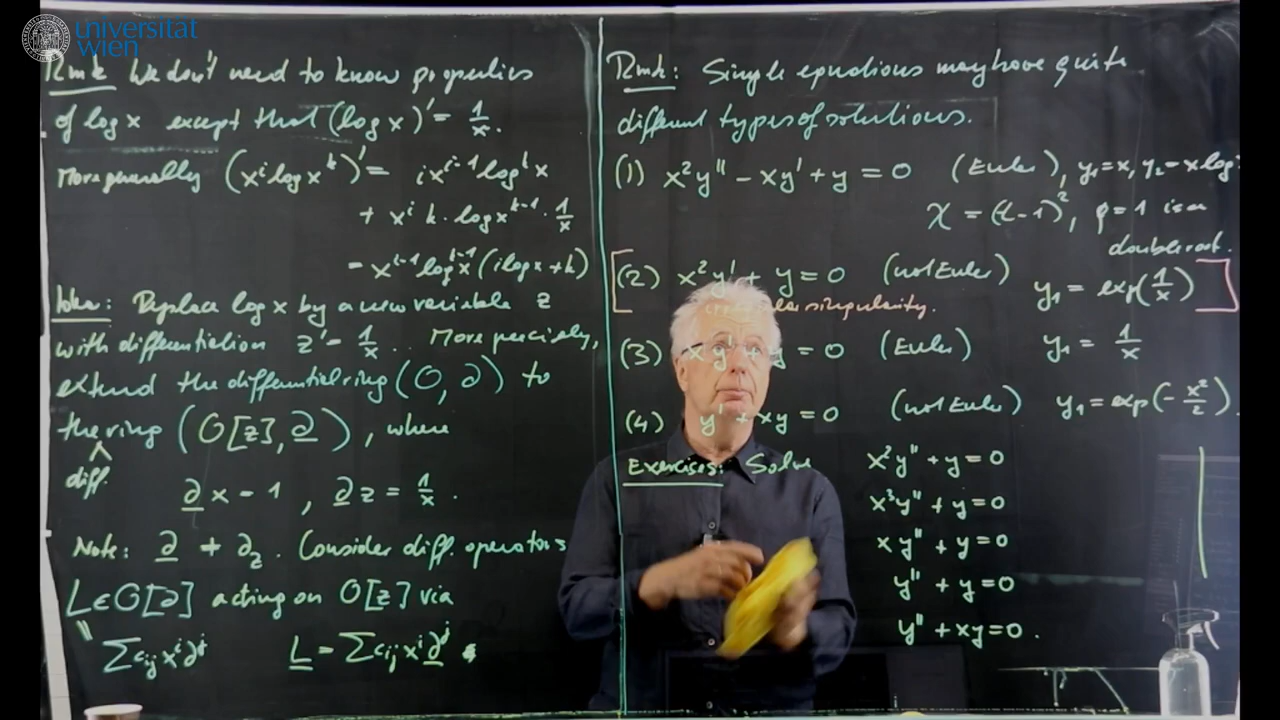 universität
wien
Rmk We don't need to know properties
of log x except that (log x)' = 1/x.
More generally (x^i log x^k)' = i x^{i-1} log^k x
+ x^i k · log x^{k-1} · 1/x
= x^{i-1} log^{k-1} x (i log x + k)
Idea: Replace log x by a new variable z
with differentiation z' = 1/x. More precisely,
extend the differential ring (O, ∂) to
the ring (O[z], ∂̲), where
diff.
∂̲ x = 1 , ∂̲ z = 1/x .
Note: ∂̲ ≠ ∂_z. Consider diff. operators
L ∈ O[∂] acting on O[z] via
∑ c_ij x^i ∂^j L̲ = ∑ c_ij x^i ∂̲^j
Rmk: Simple equations may have quite
different types of solutions.
(1) x²y'' - xy' + y = 0 (Euler), y₁ = x, y₂ = x log
χ = (t-1)², ρ = 1 is a
double root.
[(2) x²y' + y = 0 (not Euler) y₁ = exp(1/x)]
singularity.
(3) xy' + y = 0 (Euler) y₁ = 1/x
(4) y' + xy = 0 (not Euler) y₁ = exp(-x²/2).
Exercises: Solve x²y'' + y = 0
x³y'' + y = 0
xy'' + y = 0
y'' + y = 0
y'' + xy = 0 .